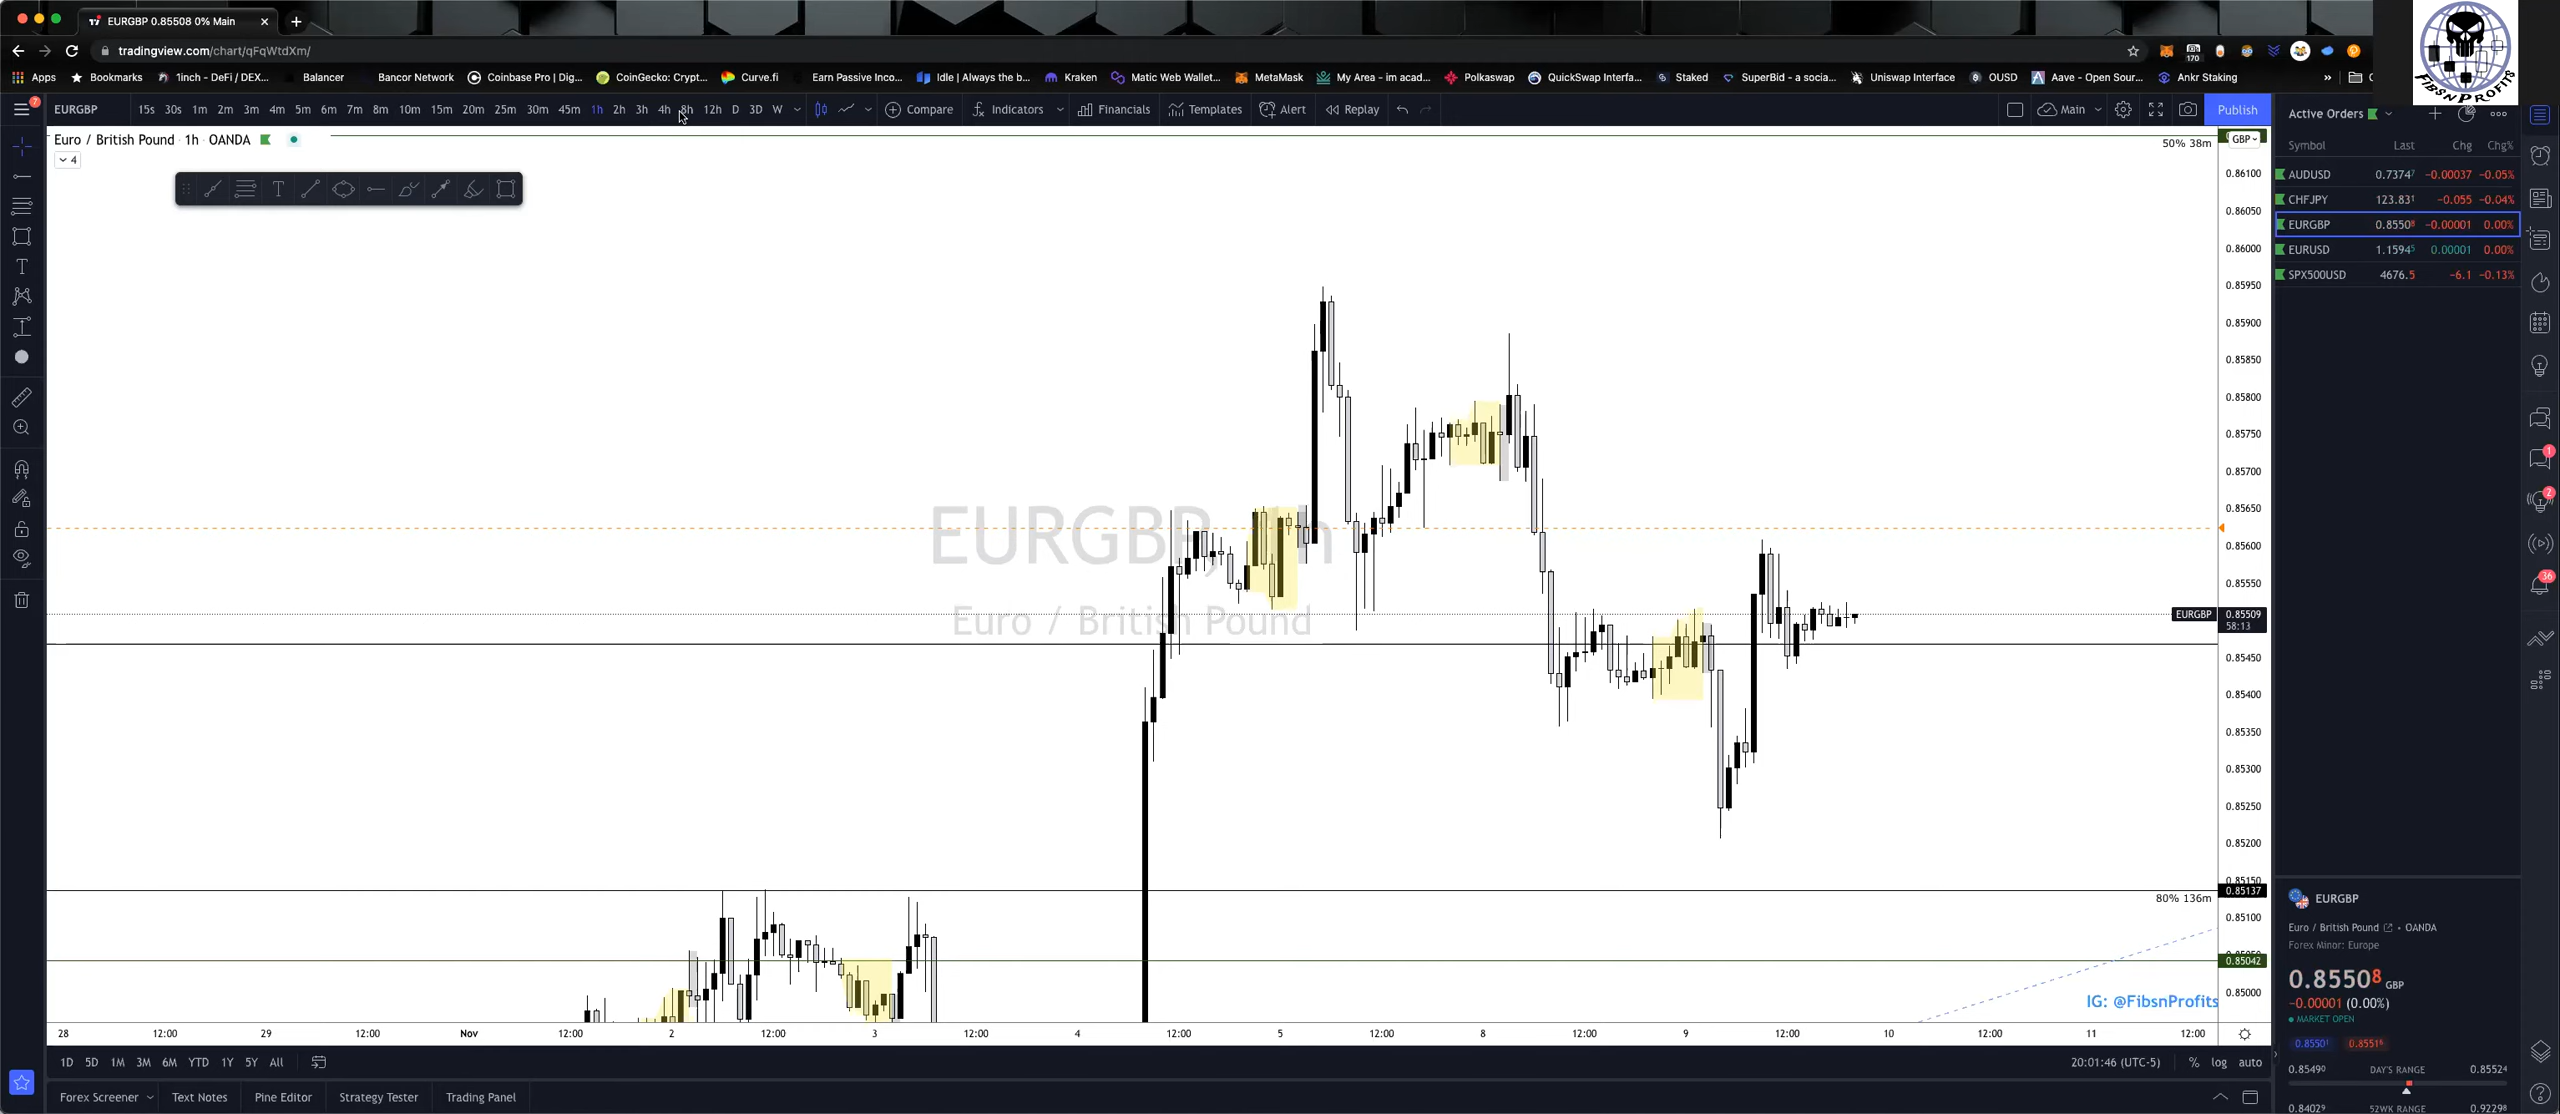 EURGBP 0.85508 0% Main
tradingview.com/chart/qFqWtdXm/
Apps Bookmarks 1inch - DeFi / DEX... Balancer Bancor Network Coinbase Pro | Dig... CoinGecko: Crypt... Curve.fi Earn Passive Inco... Idle | Always the b... Kraken Matic Web Wallet... MetaMask My Area - im acad... Polkaswap QuickSwap Interfa... Staked SuperBid - a socia... Uniswap Interface OUSD Aave - Open Sour... Ankr Staking »
FIBSNPROFITS
EURGBP 15s 30s 1m 2m 3m 4m 5m 6m 7m 8m 10m 15m 20m 25m 30m 45m 1h 2h 3h 4h 8h 12h D 3D W Compare Indicators Financials Templates Alert Replay Main Publish
Active Orders
Euro / British Pound 1h OANDA
4
GBP
50% 38m
0.86100
0.86050
0.86000
0.85950
0.85900
0.85850
0.85800
0.85750
0.85700
0.85650
0.85600
0.85550
EURGBP 0.85509
58:13
0.85450
0.85400
0.85350
0.85300
0.85250
0.85200
0.85150
0.85137
80% 136m
0.85100
0.85042
0.85000
EURGBP, 1h
Euro / British Pound
IG: @FibsnProfits
28 12:00 29 12:00 Nov 12:00 2 12:00 3 12:00 4 12:00 5 12:00 8 12:00 9 12:00 10 12:00 11 12:00
1D 5D 1M 3M 6M YTD 1Y 5Y All
20:01:46 (UTC-5) % log auto
Forex Screener Text Notes Pine Editor Strategy Tester Trading Panel
Symbol Last Chg Chg%
AUDUSD 0.73747 −0.00037 −0.05%
CHFJPY 123.831 −0.055 −0.04%
EURGBP 0.85508 −0.00001 0.00%
EURUSD 1.15945 0.00001 0.00%
SPX500USD 4676.5 −6.1 −0.13%
EURGBP
Euro / British Pound • OANDA
Forex Minor: Europe
0.85508 GBP
−0.00001 (0.00%)
MARKET OPEN
0.85501 0.85516
0.85490 DAY'S RANGE 0.85524
0.84029 52WK RANGE 0.92298
170
7
1
2
36